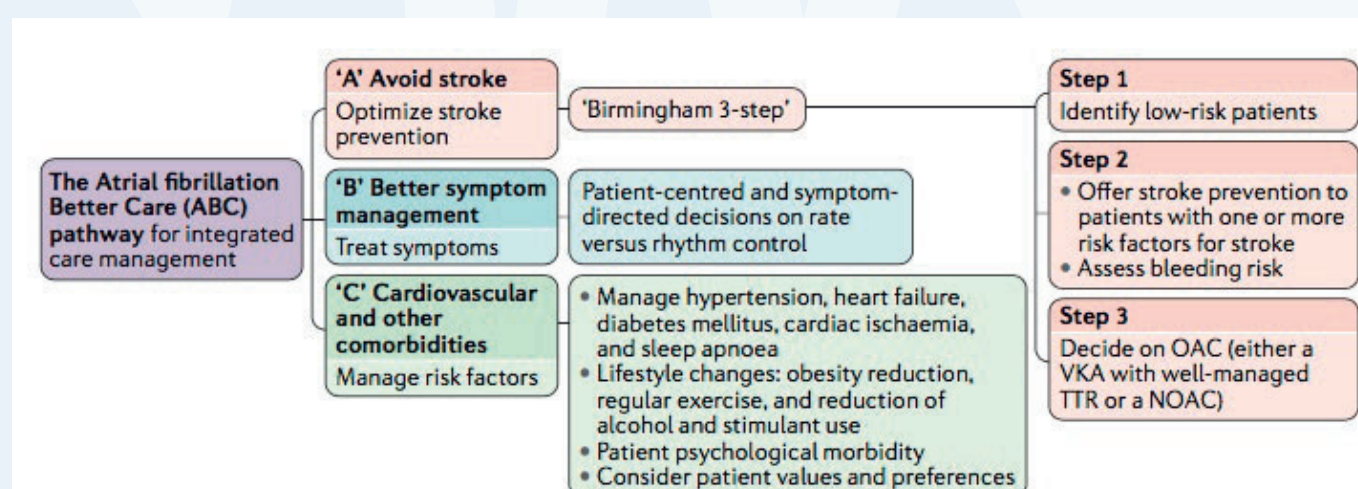 The Atrial fibrillation
Better Care (ABC)
pathway for integrated
care management
'A' Avoid stroke
Optimize stroke
prevention
'Birmingham 3-step'
Step 1
Identify low-risk patients
Step 2
• Offer stroke prevention to
patients with one or more
risk factors for stroke
• Assess bleeding risk
Step 3
Decide on OAC (either a
VKA with well-managed
TTR or a NOAC)
'B' Better symptom
management
Treat symptoms
Patient-centred and symptom-
directed decisions on rate
versus rhythm control
'C' Cardiovascular
and other
comorbidities
Manage risk factors
• Manage hypertension, heart failure,
diabetes mellitus, cardiac ischaemia,
and sleep apnoea
• Lifestyle changes: obesity reduction,
regular exercise, and reduction of
alcohol and stimulant use
• Patient psychological morbidity
• Consider patient values and preferences